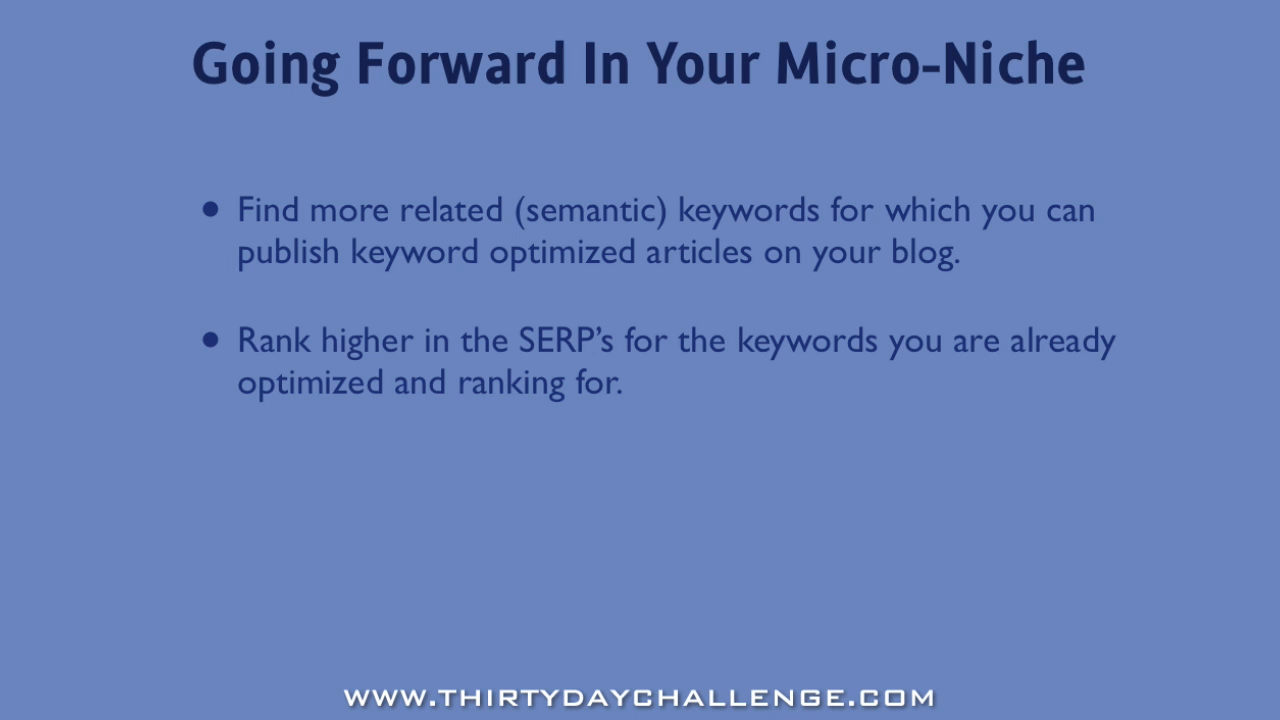 Going Forward In Your Micro-Niche
• Find more related (semantic) keywords for which you can
publish keyword optimized articles on your blog.
• Rank higher in the SERP’s for the keywords you are already
optimized and ranking for.
WWW.THIRTYDAYCHALLENGE.COM